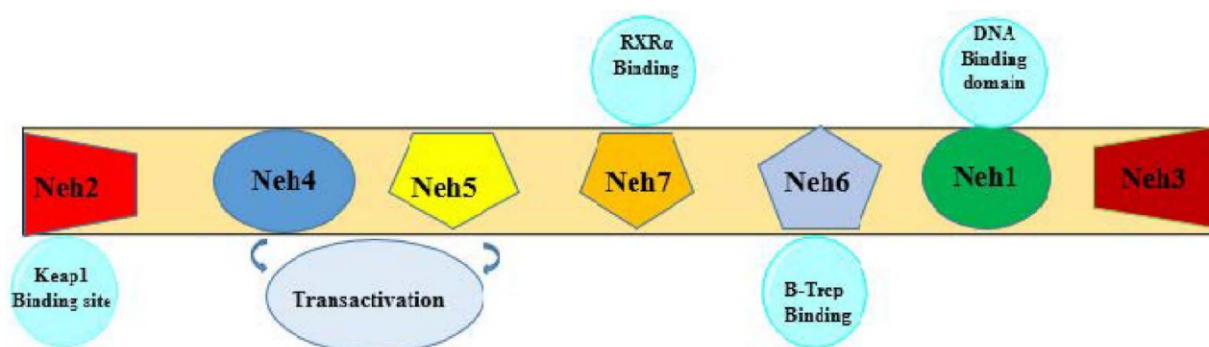 RXRα
Binding
DNA
Binding
domain
Neh2
Neh4
Neh5
Neh7
Neh6
Neh1
Neh3
Keap1
Binding site
Transactivation
B-Trcp
Binding